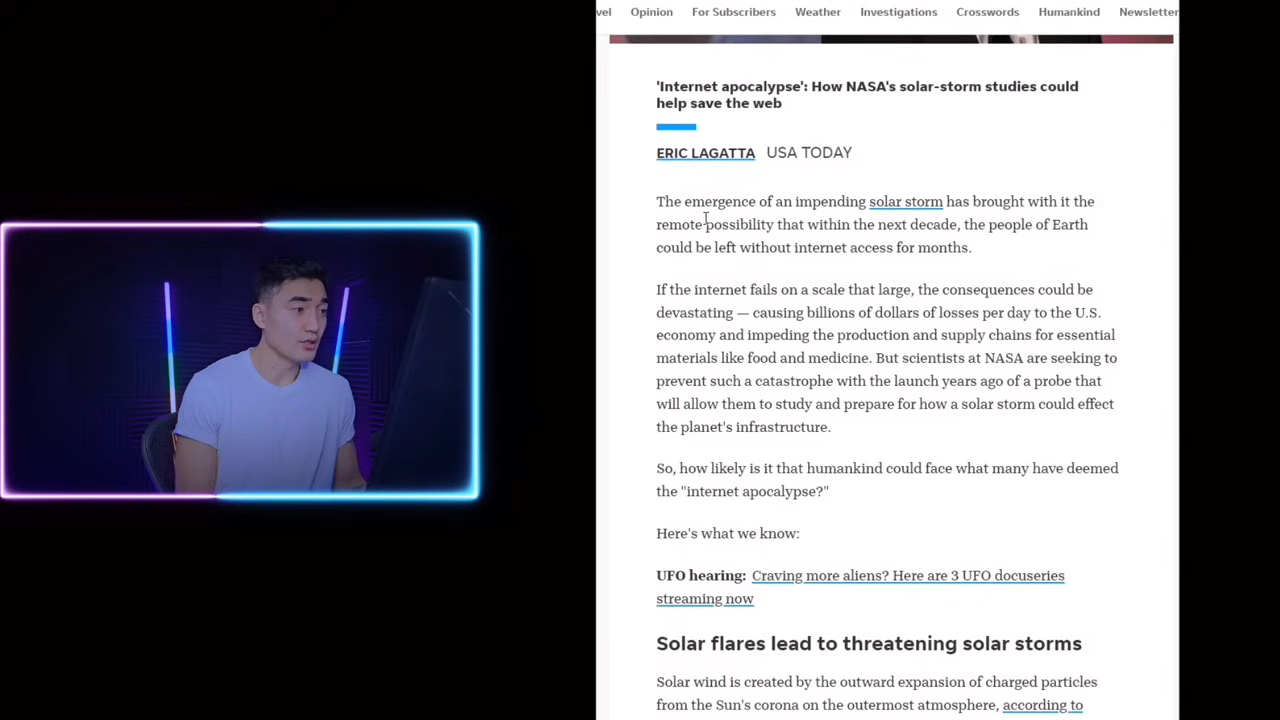 vel Opinion For Subscribers Weather Investigations Crosswords Humankind Newsletter
'Internet apocalypse': How NASA's solar-storm studies could
help save the web
ERIC LAGATTA USA TODAY
The emergence of an impending solar storm has brought with it the
remote possibility that within the next decade, the people of Earth
could be left without internet access for months.
If the internet fails on a scale that large, the consequences could be
devastating — causing billions of dollars of losses per day to the U.S.
economy and impeding the production and supply chains for essential
materials like food and medicine. But scientists at NASA are seeking to
prevent such a catastrophe with the launch years ago of a probe that
will allow them to study and prepare for how a solar storm could effect
the planet's infrastructure.
So, how likely is it that humankind could face what many have deemed
the "internet apocalypse?"
Here's what we know:
UFO hearing: Craving more aliens? Here are 3 UFO docuseries
streaming now
Solar flares lead to threatening solar storms
Solar wind is created by the outward expansion of charged particles
from the Sun's corona on the outermost atmosphere, according to